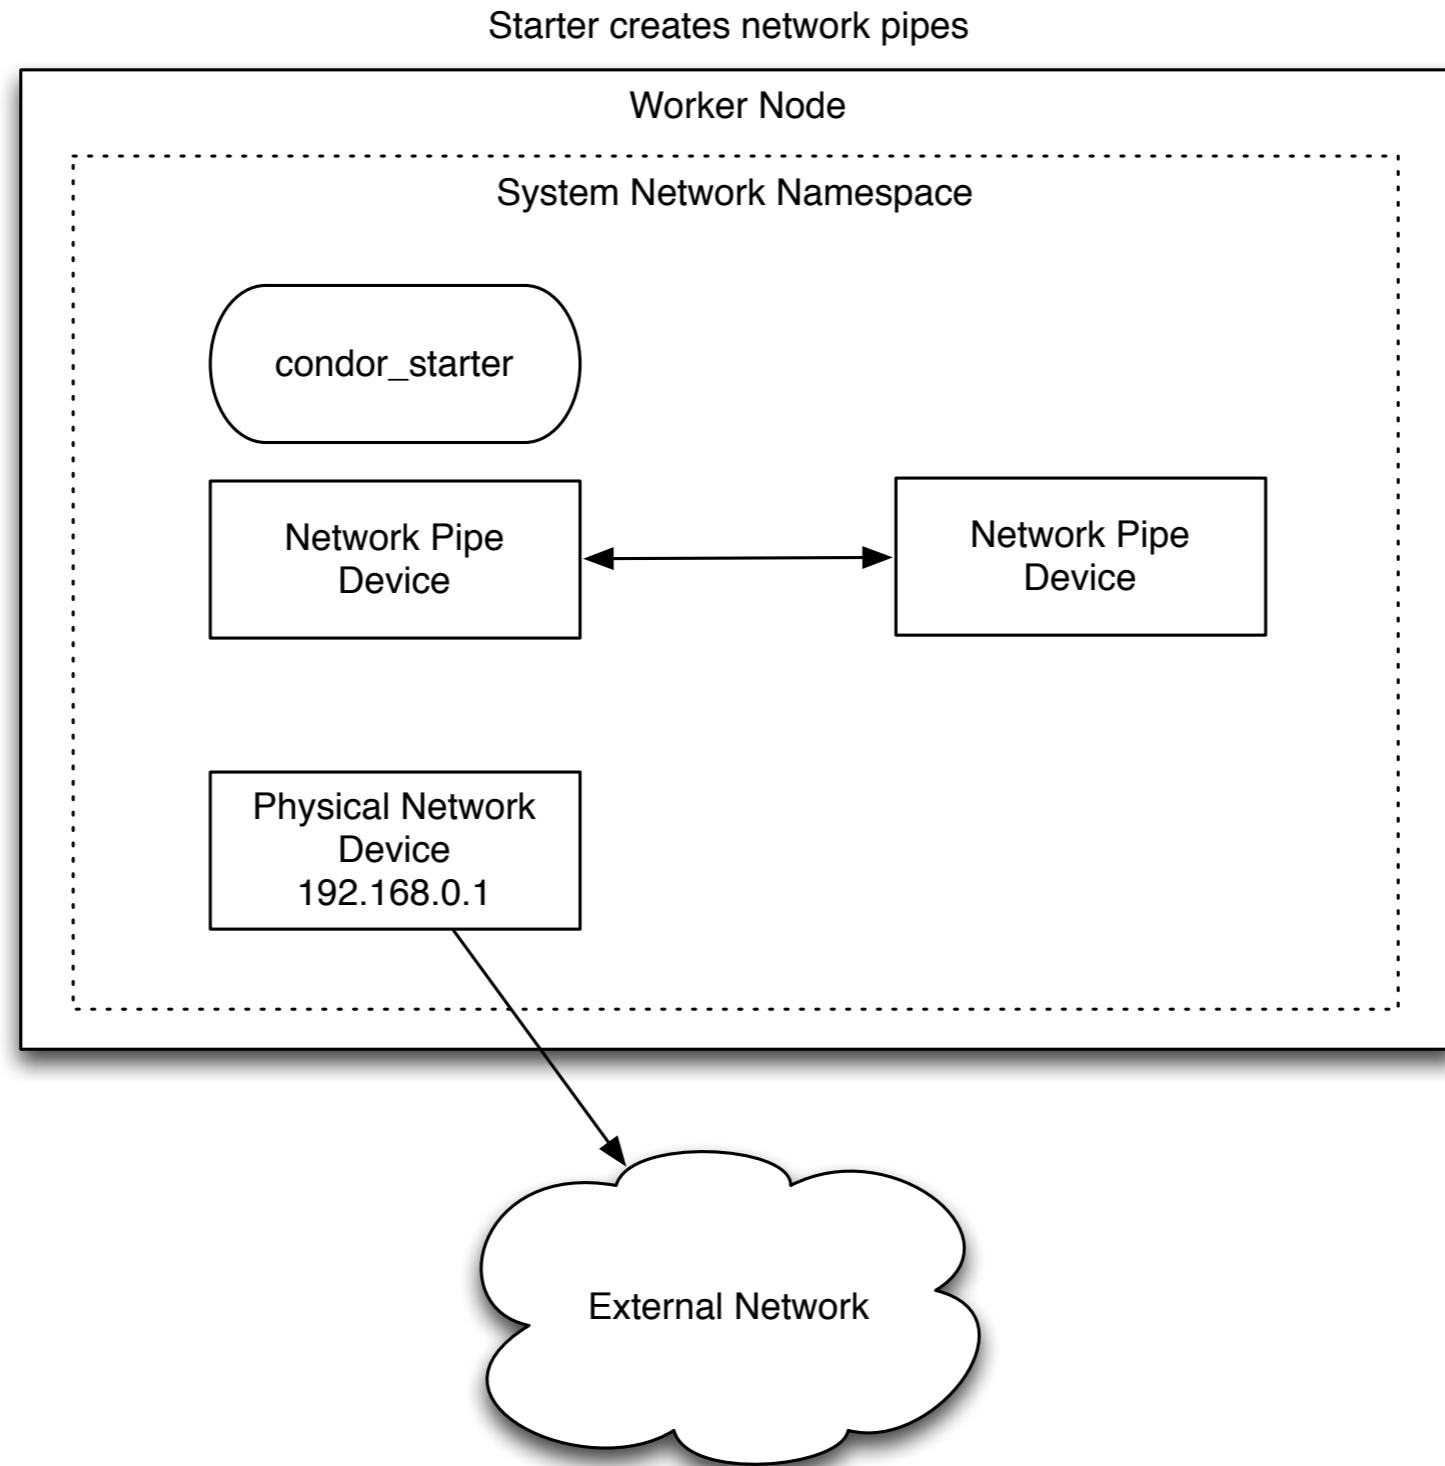 Starter creates network pipes
Worker Node
System Network Namespace
condor_starter
Network Pipe
Device
Network Pipe
Device
Physical Network
Device
192.168.0.1
External Network